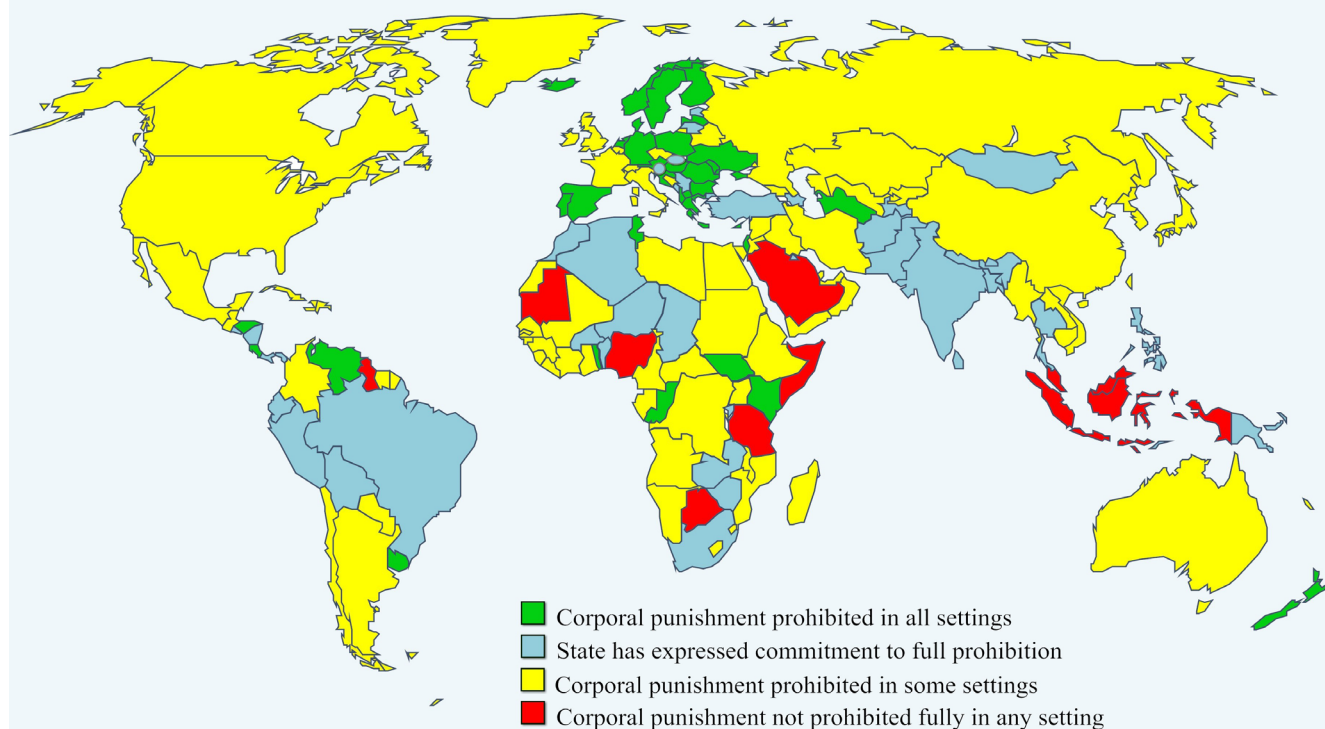 Corporal punishment prohibited in all settings
State has expressed commitment to full prohibition
Corporal punishment prohibited in some settings
Corporal punishment not prohibited fully in any setting